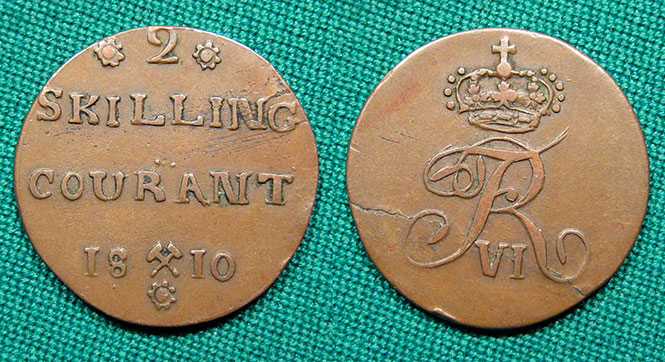 2
SKILLING
COURANT
18 10
FR
VI